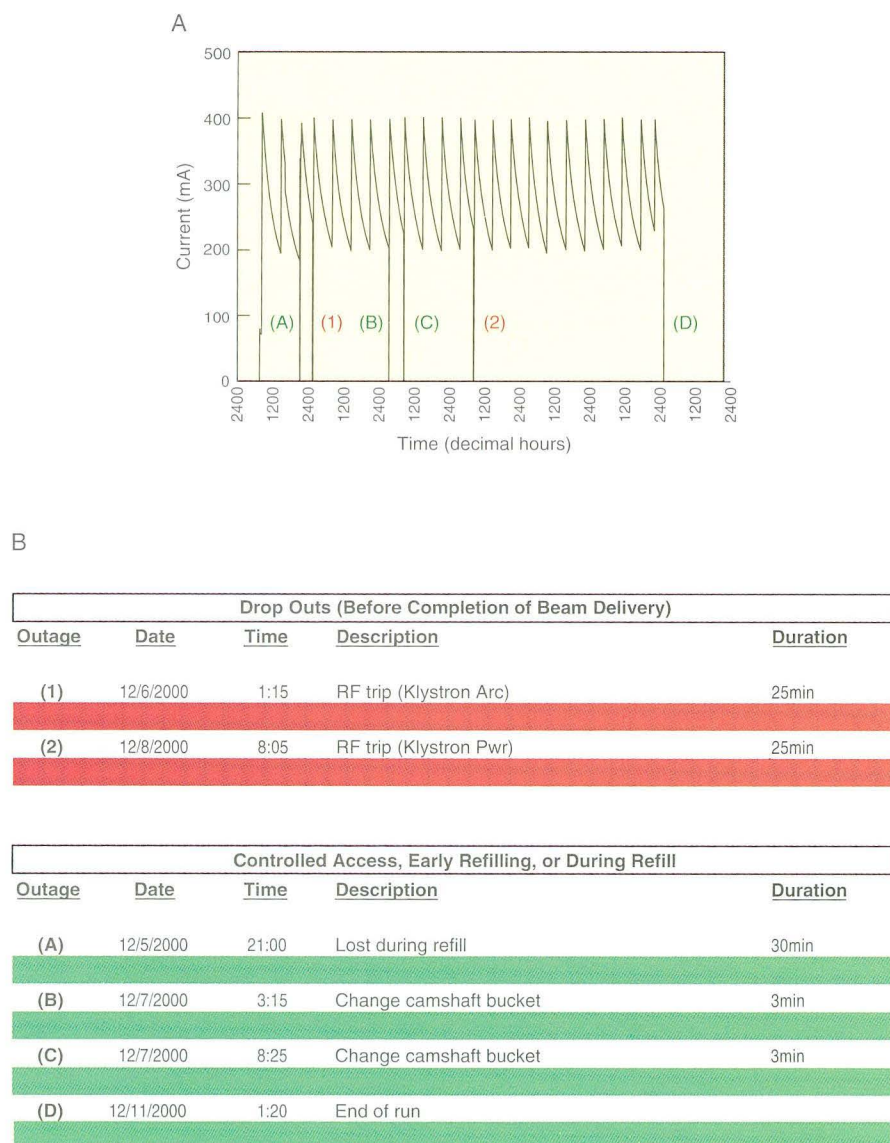 A
500
400
300
200
100
0
Current (mA)
(A) (1) (B) (C) (2) (D)
2400 1200 2400 1200 2400 1200 2400 1200 2400 1200 2400 1200 2400 1200 2400
Time (decimal hours)
B
Drop Outs (Before Completion of Beam Delivery)
Outage Date Time Description Duration
(1) 12/6/2000 1:15 RF trip (Klystron Arc) 25min
(2) 12/8/2000 8:05 RF trip (Klystron Pwr) 25min
Controlled Access, Early Refilling, or During Refill
Outage Date Time Description Duration
(A) 12/5/2000 21:00 Lost during refill 30min
(B) 12/7/2000 3:15 Change camshaft bucket 3min
(C) 12/7/2000 8:25 Change camshaft bucket 3min
(D) 12/11/2000 1:20 End of run